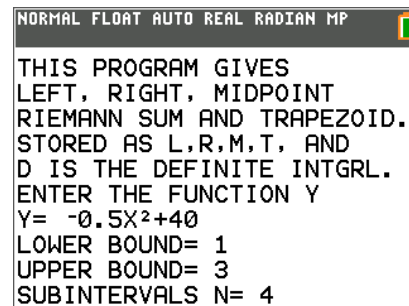 NORMAL FLOAT AUTO REAL RADIAN MP
THIS PROGRAM GIVES
LEFT, RIGHT, MIDPOINT
RIEMANN SUM AND TRAPEZOID.
STORED AS L,R,M,T, AND
D IS THE DEFINITE INTGRL.
ENTER THE FUNCTION Y
Y= -0.5X²+40
LOWER BOUND= 1
UPPER BOUND= 3
SUBINTERVALS N= 4